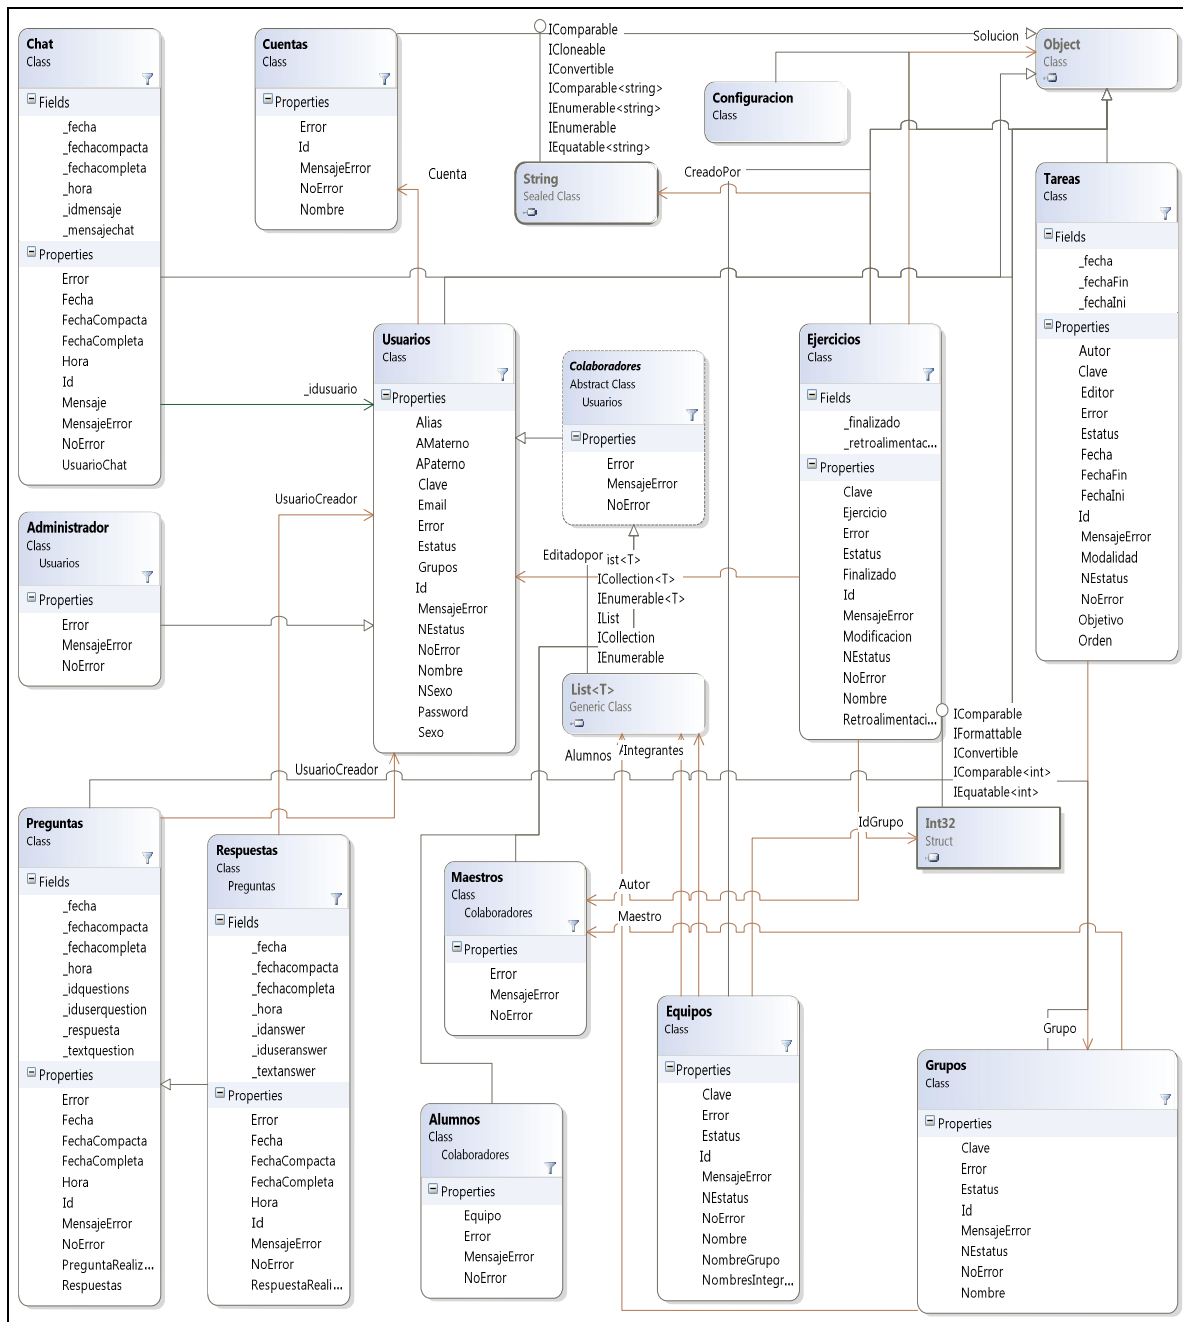 Chat
Class
Fields
_fecha
_fechacompacta
_fechacompleta
_hora
_idmensaje
_mensajechat
Properties
Error
Fecha
FechaCompacta
FechaCompleta
Hora
Id
Mensaje
MensajeError
NoError
UsuarioChat
Cuentas
Class
Properties
Error
Id
MensajeError
NoError
Nombre
Cuenta
IComparable
ICloneable
IConvertible
IComparable<string>
IEnumerable<string>
IEnumerable
IEquatable<string>
String
Sealed Class
Configuracion
Class
Solucion
Object
Class
CreadoPor
Tareas
Class
Fields
_fecha
_fechaFin
_fechaIni
Properties
Autor
Clave
Editor
Error
Estatus
Fecha
FechaFin
FechaIni
Id
MensajeError
Modalidad
NEstatus
NoError
Objetivo
Orden
_idusuario
Usuarios
Class
Properties
Alias
AMaterno
APaterno
Clave
Email
Error
Estatus
Grupos
Id
MensajeError
NEstatus
NoError
Nombre
NSexo
Password
Sexo
Colaboradores
Abstract Class
Usuarios
Properties
Error
MensajeError
NoError
Ejercicios
Class
Fields
_finalizado
_retroalimentac...
Properties
Clave
Ejercicio
Error
Estatus
Finalizado
Id
MensajeError
Modificacion
NEstatus
NoError
Nombre
Retroalimentaci...
UsuarioCreador
Administrador
Class
Usuarios
Properties
Error
MensajeError
NoError
Editadopor
ist<T>
ICollection<T>
IEnumerable<T>
IList
ICollection
IEnumerable
List<T>
Generic Class
Alumnos
Integrantes
IComparable
IFormattable
IConvertible
IComparable<int>
IEquatable<int>
Int32
Struct
IdGrupo
UsuarioCreador
Preguntas
Class
Fields
_fecha
_fechacompacta
_fechacompleta
_hora
_idquestions
_iduserquestion
_respuesta
_textquestion
Properties
Error
Fecha
FechaCompacta
FechaCompleta
Hora
Id
MensajeError
NoError
PreguntaRealiz...
Respuestas
Respuestas
Class
Preguntas
Fields
_fecha
_fechacompacta
_fechacompleta
_hora
_idanswer
_iduseranswer
_textanswer
Properties
Error
Fecha
FechaCompacta
FechaCompleta
Hora
Id
MensajeError
NoError
RespuestaReali...
Maestros
Class
Colaboradores
Properties
Error
MensajeError
NoError
Autor
Maestro
Alumnos
Class
Colaboradores
Properties
Equipo
Error
MensajeError
NoError
Equipos
Class
Properties
Clave
Error
Estatus
Id
MensajeError
NEstatus
NoError
Nombre
NombreGrupo
NombresIntegr...
Grupo
Grupos
Class
Properties
Clave
Error
Estatus
Id
MensajeError
NEstatus
NoError
Nombre